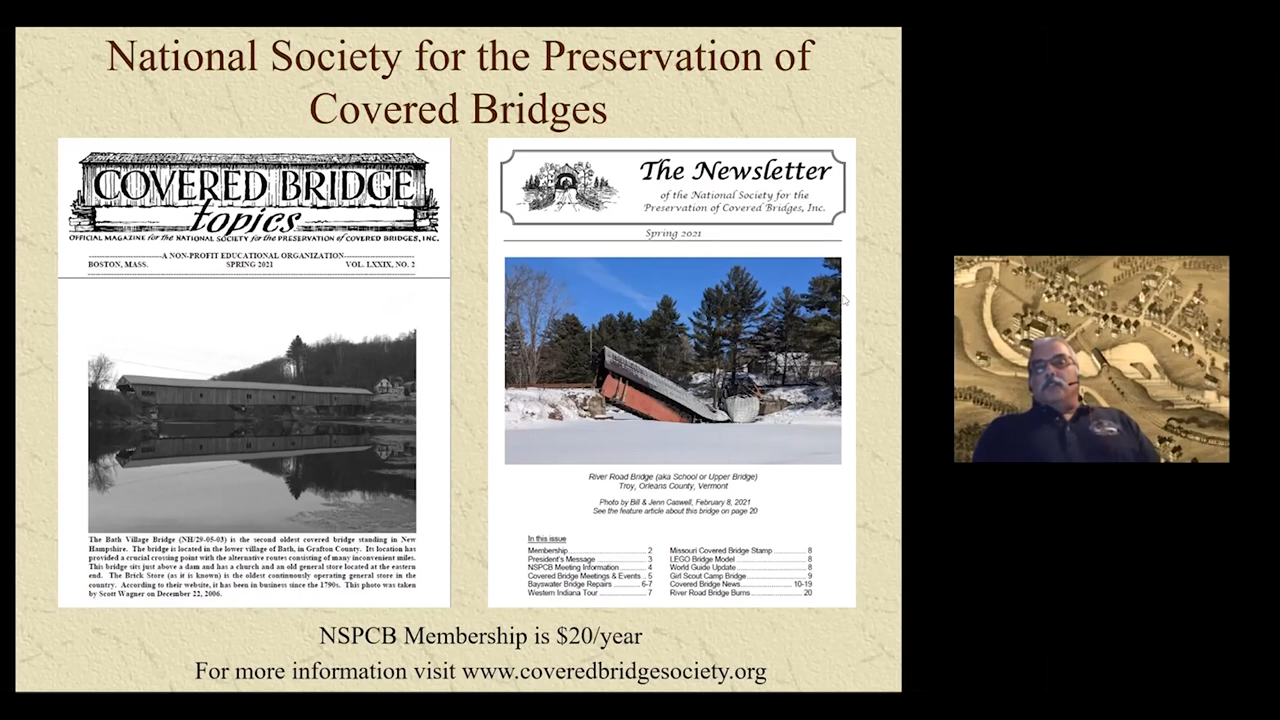 National Society for the Preservation of
Covered Bridges
COVERED BRIDGE
topics
OFFICIAL MAGAZINE for the NATIONAL SOCIETY for the PRESERVATION of COVERED BRIDGES, INC.
A NON-PROFIT EDUCATIONAL ORGANIZATION
BOSTON, MASS. SPRING 2021 VOL. LXXIX, NO. 2
The Bath Village Bridge (NH/29-05-03) is the second oldest covered bridge standing in New
Hampshire. The bridge is located in the lower village of Bath, in Grafton County. Its location has
provided a crucial crossing point with the alternative routes consisting of many inconvenient miles.
This bridge sits just above a dam and has a church and an old general store located at the eastern
end. The Brick Store (as it is known) is the oldest continuously operating general store in the
country. According to their website, it has been in business since the 1790s. This photo was taken
by Scott Wagner on December 22, 2006.
The Newsletter
of the National Society for the
Preservation of Covered Bridges, Inc.
Spring 2021
River Road Bridge (aka School or Upper Bridge)
Troy, Orleans County, Vermont
Photo by Bill & Jenn Caswell, February 8, 2021
See the feature article about this bridge on page 20
In this issue
Membership 2
President's Message 3
NSPCB Meeting Information 4
Covered Bridge Meetings & Events 5
Bayswater Bridge Repairs 6-7
Western Indiana Tour 7
Missouri Covered Bridge Stamp 8
LEGO Bridge Model 8
World Guide Update 8
Girl Scout Camp Bridge 9
Covered Bridge News 10-19
River Road Bridge Burns 20
NSPCB Membership is $20/year
For more information visit www.coveredbridgesociety.org